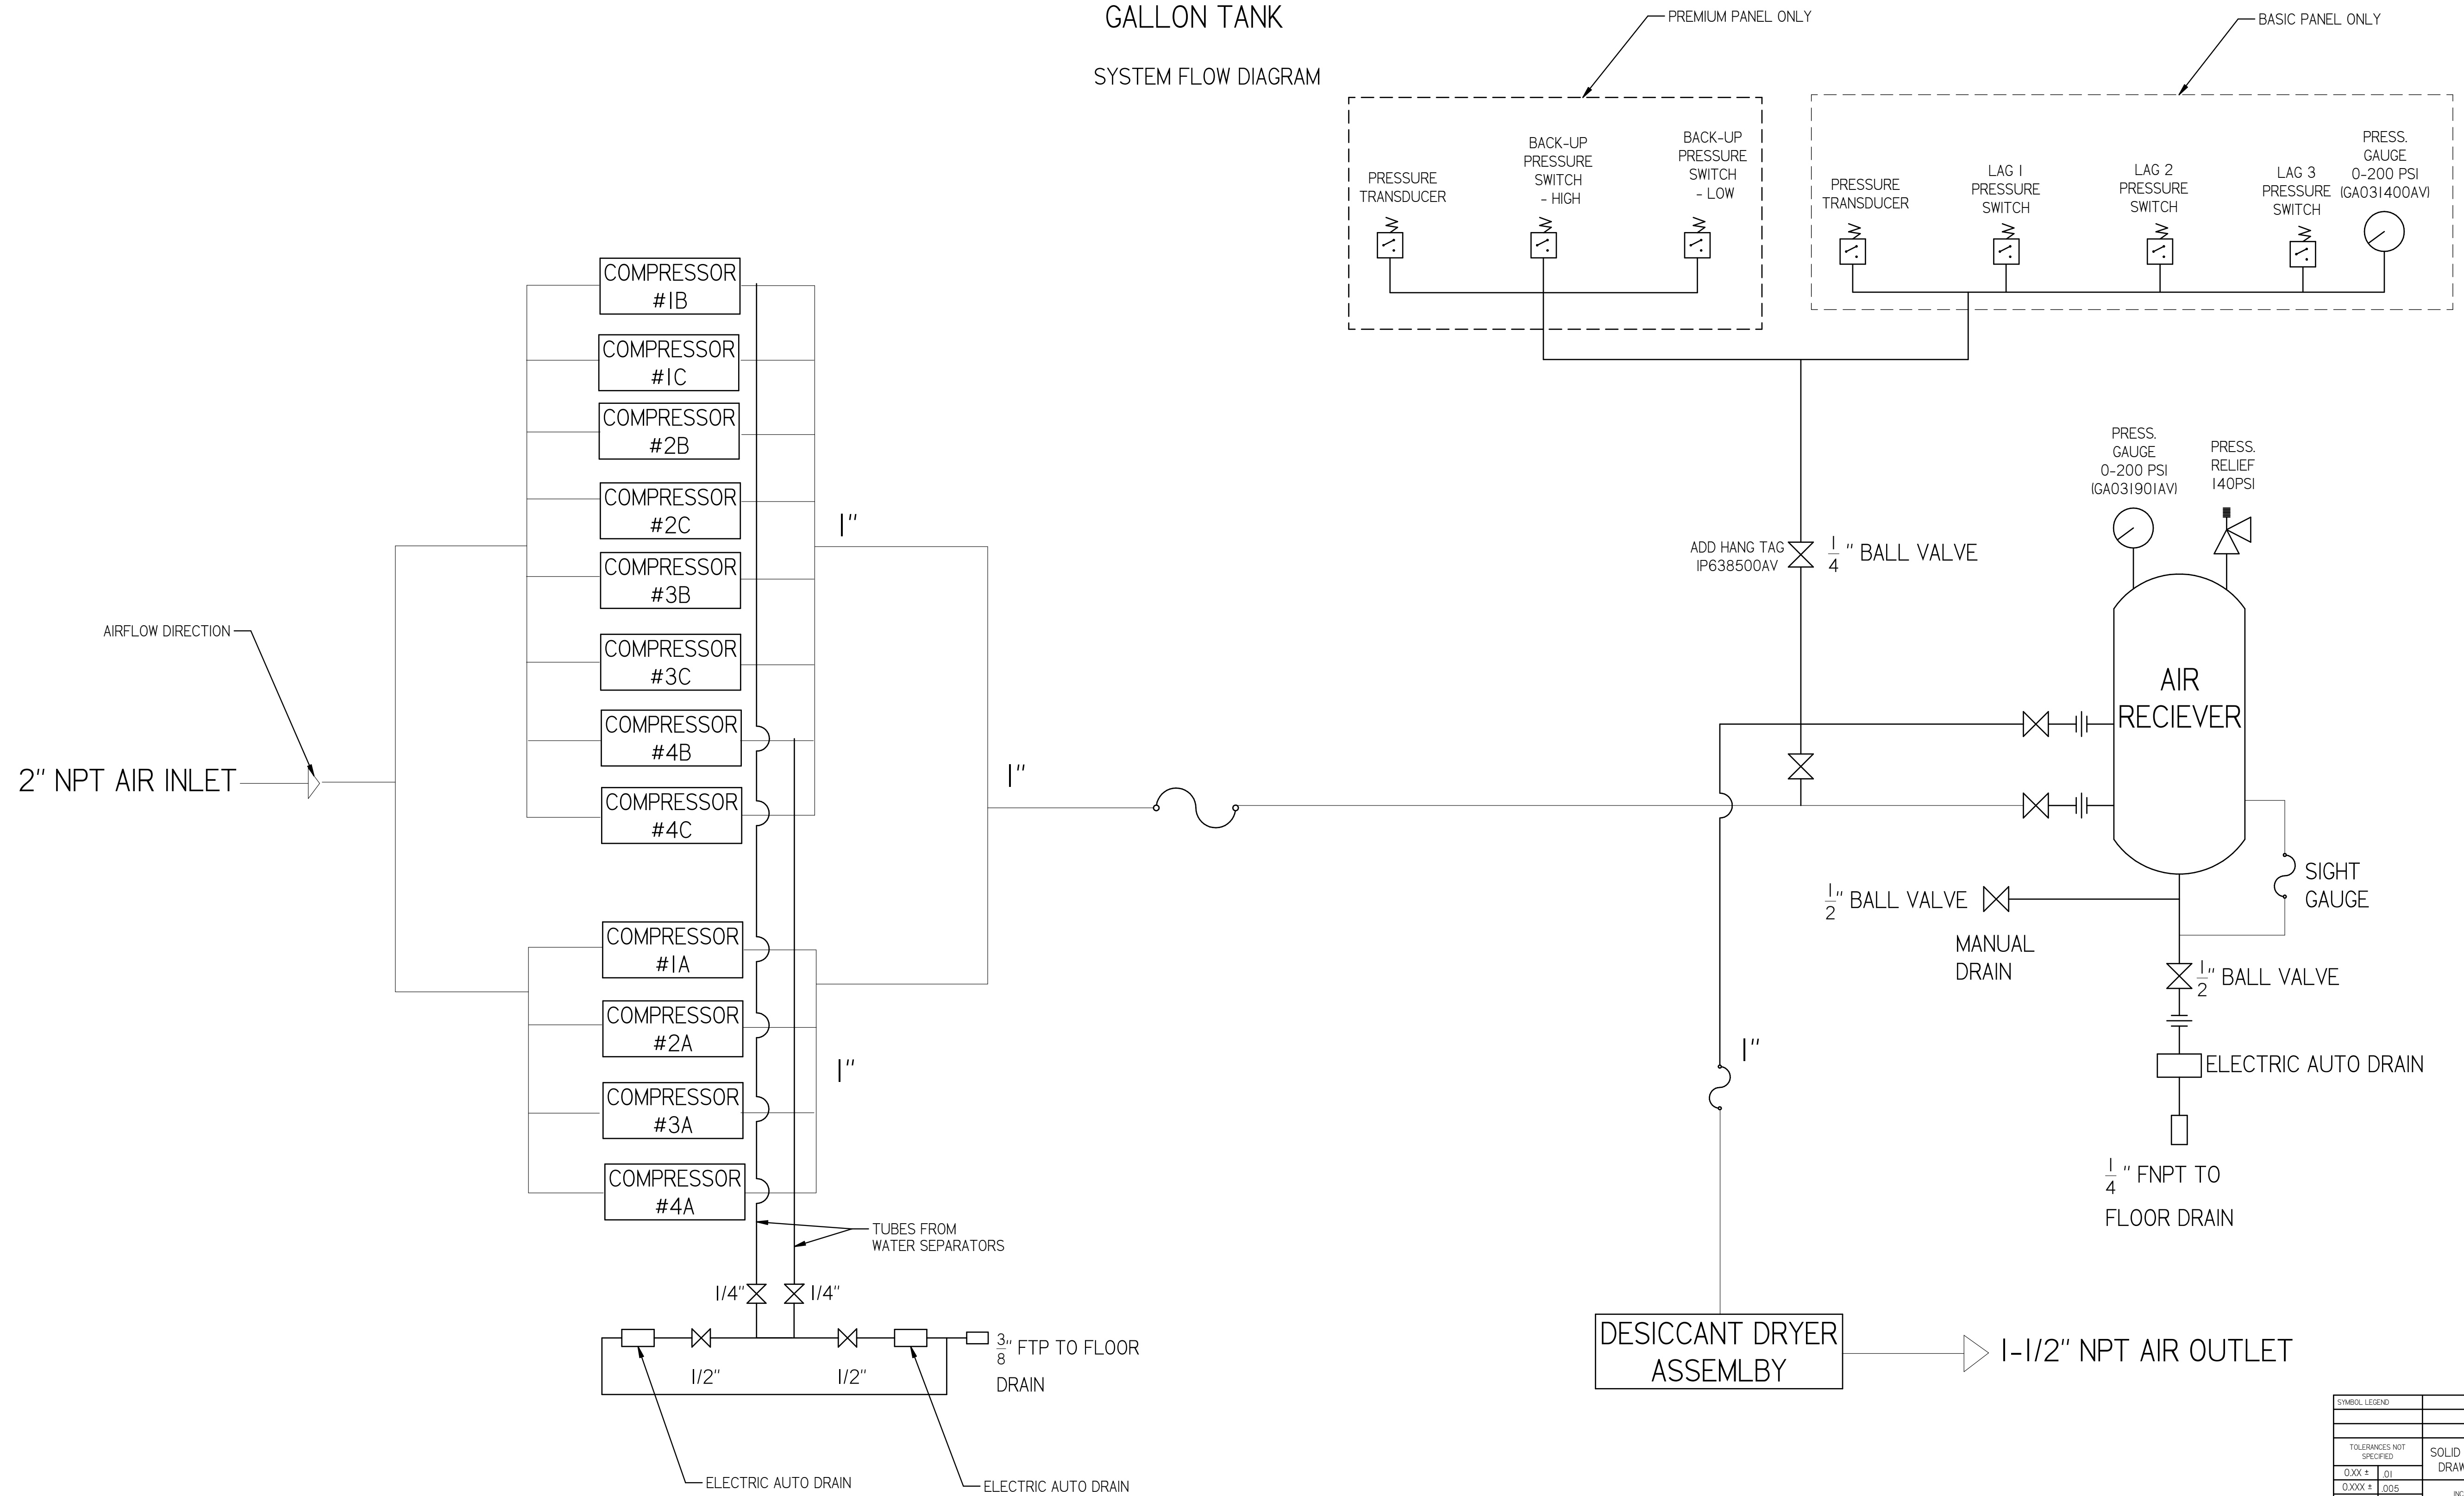 GALLON TANK
SYSTEM FLOW DIAGRAM
PREMIUM PANEL ONLY
BASIC PANEL ONLY
PRESSURE
TRANSDUCER
BACK-UP
PRESSURE
SWITCH
- HIGH
BACK-UP
PRESSURE
SWITCH
- LOW
PRESSURE
TRANSDUCER
LAG 1
PRESSURE
SWITCH
LAG 2
PRESSURE
SWITCH
LAG 3
PRESSURE
SWITCH
PRESS.
GAUGE
0-200 PSI
(GA031400AV)
COMPRESSOR
#1B
COMPRESSOR
#1C
COMPRESSOR
#2B
COMPRESSOR
#2C
COMPRESSOR
#3B
COMPRESSOR
#3C
COMPRESSOR
#4B
COMPRESSOR
#4C
COMPRESSOR
#1A
COMPRESSOR
#2A
COMPRESSOR
#3A
COMPRESSOR
#4A
1"
1"
1"
AIRFLOW DIRECTION
2" NPT AIR INLET
ADD HANG TAG
IP638500AV
1/4 " BALL VALVE
PRESS.
GAUGE
0-200 PSI
(GA031901AV)
PRESS.
RELIEF
140PSI
AIR
RECIEVER
SIGHT
GAUGE
1/2" BALL VALVE
MANUAL
DRAIN
1/2" BALL VALVE
ELECTRIC AUTO DRAIN
1/4 " FNPT TO
FLOOR DRAIN
1"
TUBES FROM
WATER SEPARATORS
1/4"
1/4"
1/2"
1/2"
3/8" FTP TO FLOOR
DRAIN
ELECTRIC AUTO DRAIN
ELECTRIC AUTO DRAIN
DESICCANT DRYER
ASSEMLBY
1-1/2" NPT AIR OUTLET
SYMBOL LEGEND
TOLERANCES NOT
SPECIFIED
SOLID
DRAW
0.XX ± .01
0.XXX ± .005